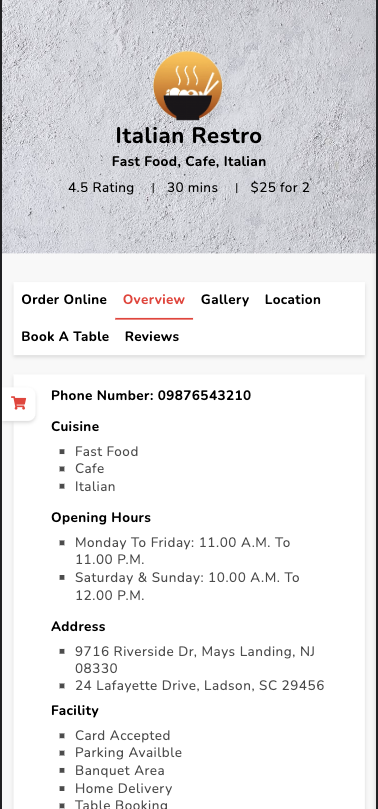 Italian Restro
Fast Food, Cafe, Italian
4.5 Rating | 30 mins | $25 for 2
Order Online Overview Gallery Location
Book A Table Reviews
Phone Number: 09876543210
Cuisine
Fast Food
Cafe
Italian
Opening Hours
Monday To Friday: 11.00 A.M. To
11.00 P.M.
Saturday & Sunday: 10.00 A.M. To
12.00 P.M.
Address
9716 Riverside Dr, Mays Landing, NJ
08330
24 Lafayette Drive, Ladson, SC 29456
Facility
Card Accepted
Parking Availble
Banquet Area
Home Delivery
Table Booking